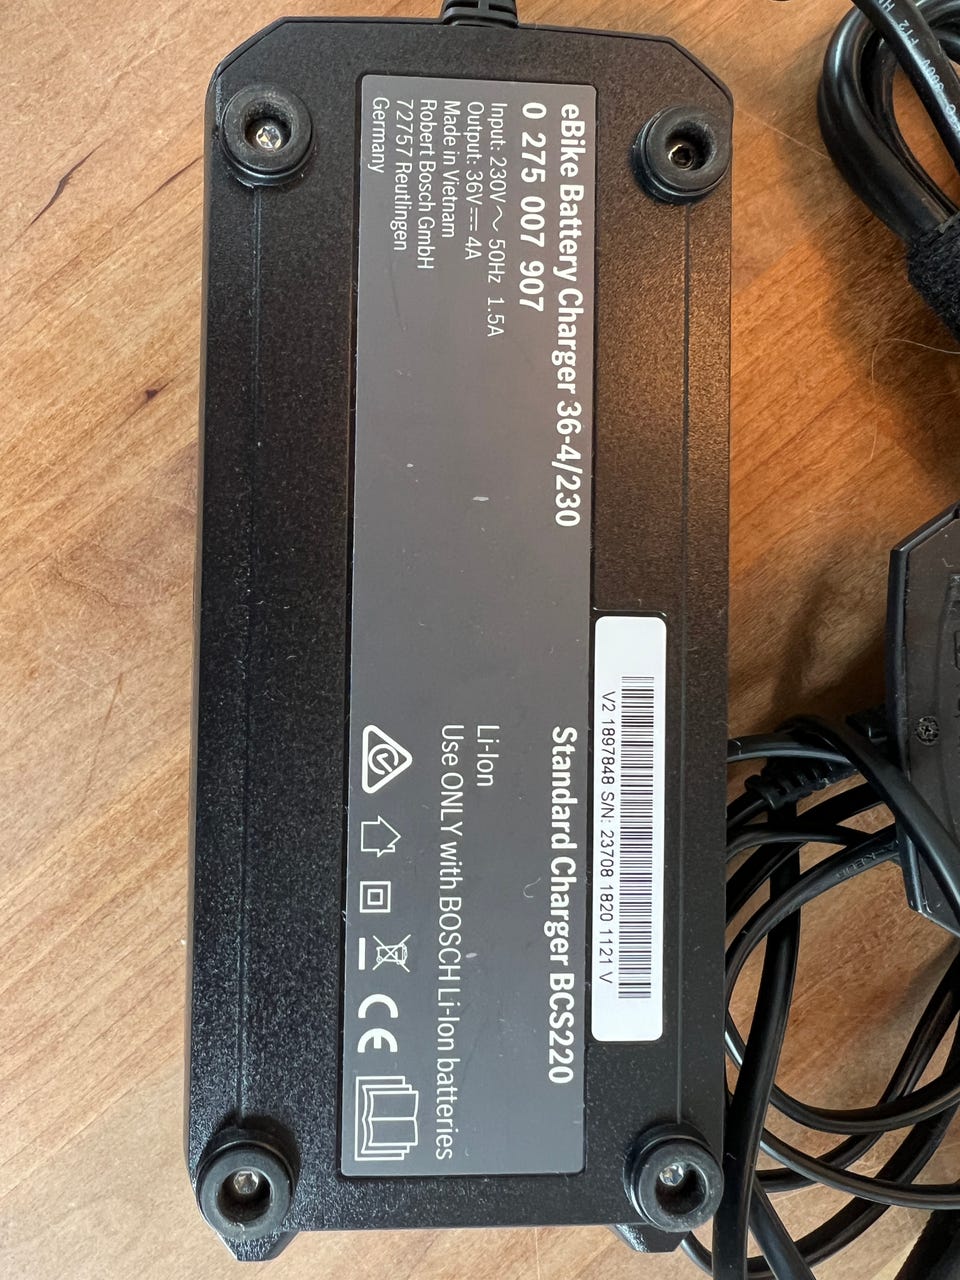 eBike Battery Charger 36-4/230
0 275 007 907
Input: 230V~ 50Hz 1.5A
Output: 36V⎓ 4A
Made in Vietnam
Robert Bosch GmbH
72757 Reutlingen
Germany
Standard Charger BCS220
Li-Ion
Use ONLY with BOSCH Li-Ion batteries
CE
V2 1897848 S/N: 23708 1820 1121 V